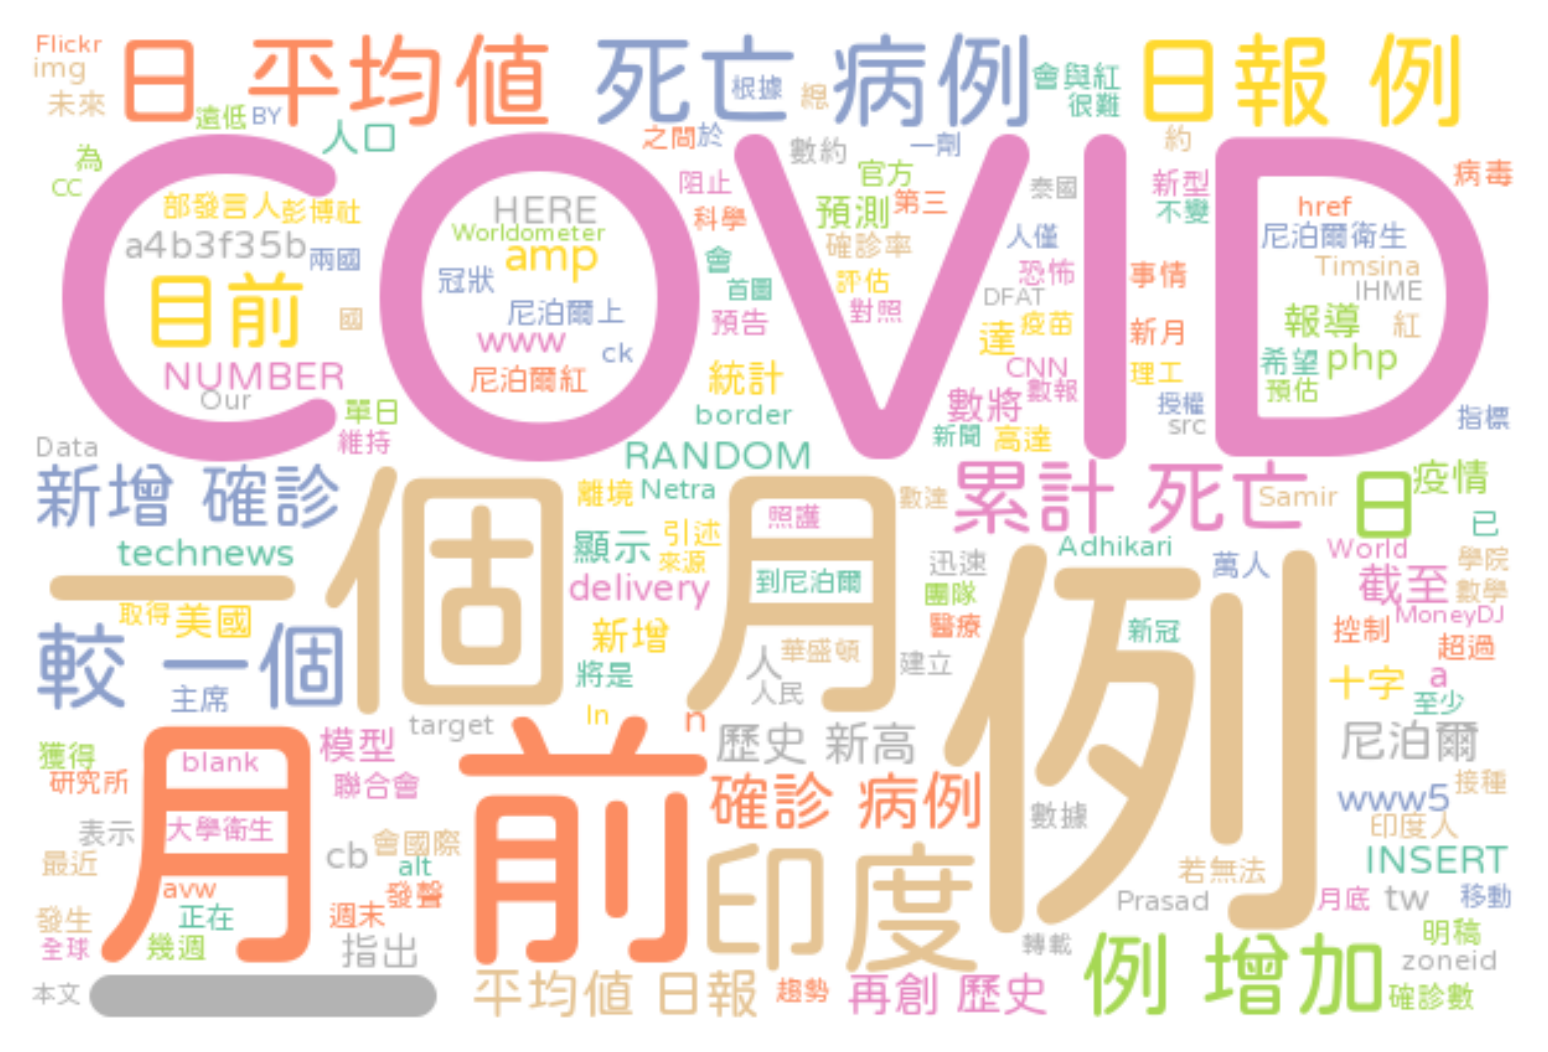 Flickr
img
未來
日 平均值
死亡 病例
根據
總
會與紅
很難
日報 例
遠低
BY
人口
之間
於
數約
一劑
約
為
CC
COVID
部發言人
彭博社
a4b3f35b
兩國
目前
國
NUMBER
Our
單日
維持
HERE
Worldometer
amp
冠狀
尼泊爾上
www
ck
尼泊爾紅
阻止
科學
會
首圖
預告
統計
border
官方
預測
第三
確診率
評估
對照
泰國
人僅
恐怖
DFAT
達
疫苗
CNN
數報
數將
新聞
高達
新型
不變
事情
新月
理工
授權
src
href
尼泊爾衛生
Timsina
IHME
報導
紅
希望
php
預估
病毒
指標
Data
新增 確診
RANDOM
離境
Netra
數達
累計 死亡
Samir
日
疫情
已
technews
一個 月
顯示
引述
來源
照護
delivery
到尼泊爾
迅速
團隊
醫療
Adhikari
萬人
World
截至
學院
數學
MoneyDJ
取得
美國
較 一個
主席
新增
將是
人
華盛頓
人民
建立
新冠
例
控制
超過
十字
a
至少
In
n
target
獲得
研究所
月 前
blank
模型
聯合會
歷史 新高
尼泊爾
表示
大學衛生
確診 病例
數據
www5
接種
印度人
最近
cb
會國際
alt
avw
發聲
印度
若無法
INSERT
發生
正在
週末
Prasad
月底
tw
移動
全球
幾週
指出
轉載
例 增加
明稿
zoneid
本文
平均值 日報
趨勢
再創 歷史
確診數